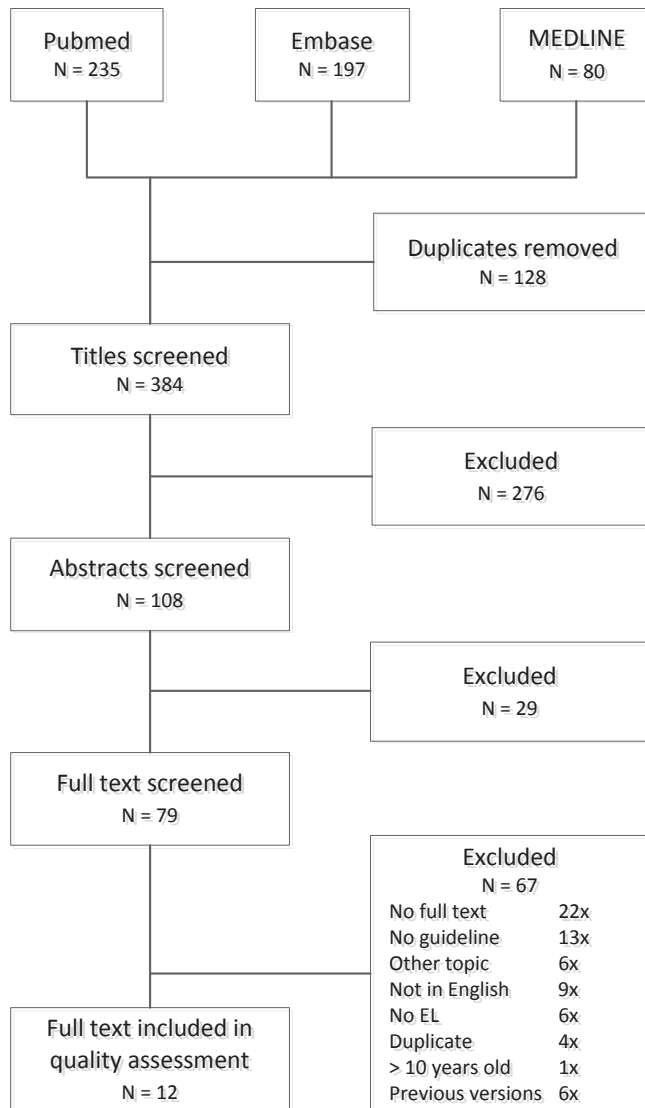 Pubmed
N = 235
Embase
N = 197
MEDLINE
N = 80
Duplicates removed
N = 128
Titles screened
N = 384
Excluded
N = 276
Abstracts screened
N = 108
Excluded
N = 29
Full text screened
N = 79
Excluded
N = 67
No full text 22x
No guideline 13x
Other topic 6x
Not in English 9x
No EL 6x
Duplicate 4x
> 10 years old 1x
Previous versions 6x
Full text included in
quality assessment
N = 12